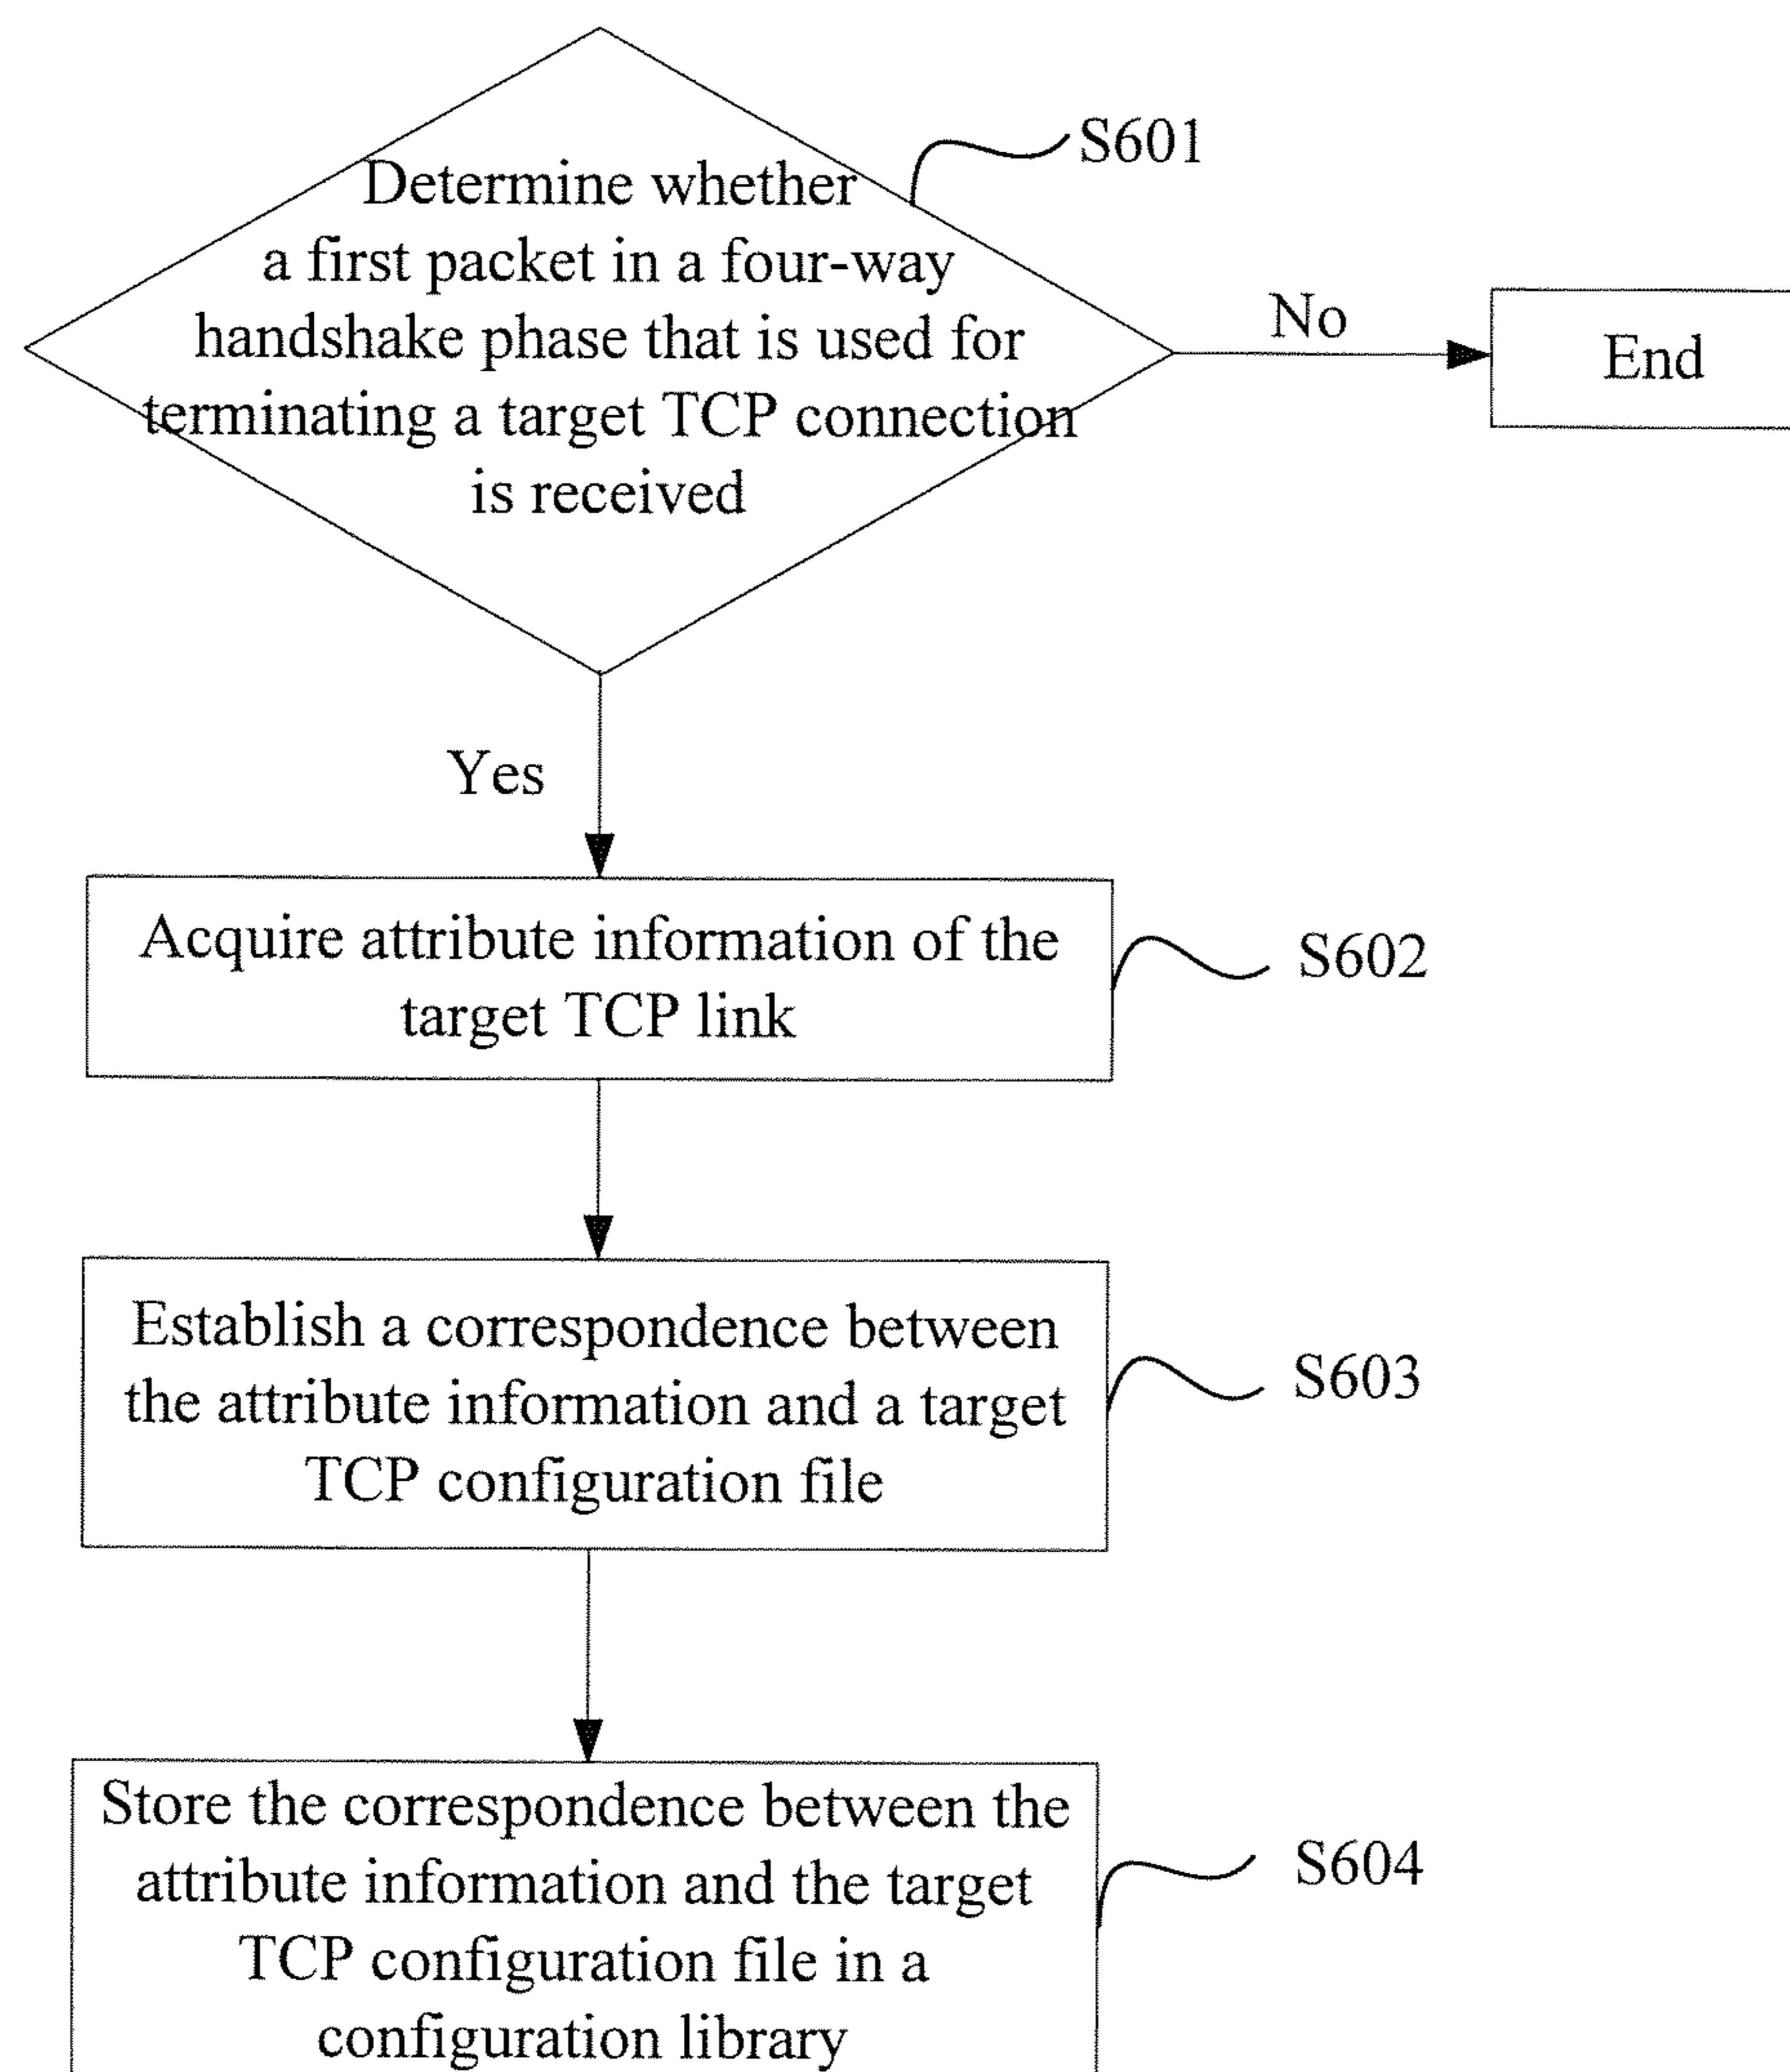 Determine whether
a first packet in a four-way
handshake phase that is used for
terminating a target TCP connection
is received
S601
No
End
Yes
Acquire attribute information of the
target TCP link
S602
Establish a correspondence between
the attribute information and a target
TCP configuration file
S603
Store the correspondence between the
attribute information and the target
TCP configuration file in a
configuration library
S604